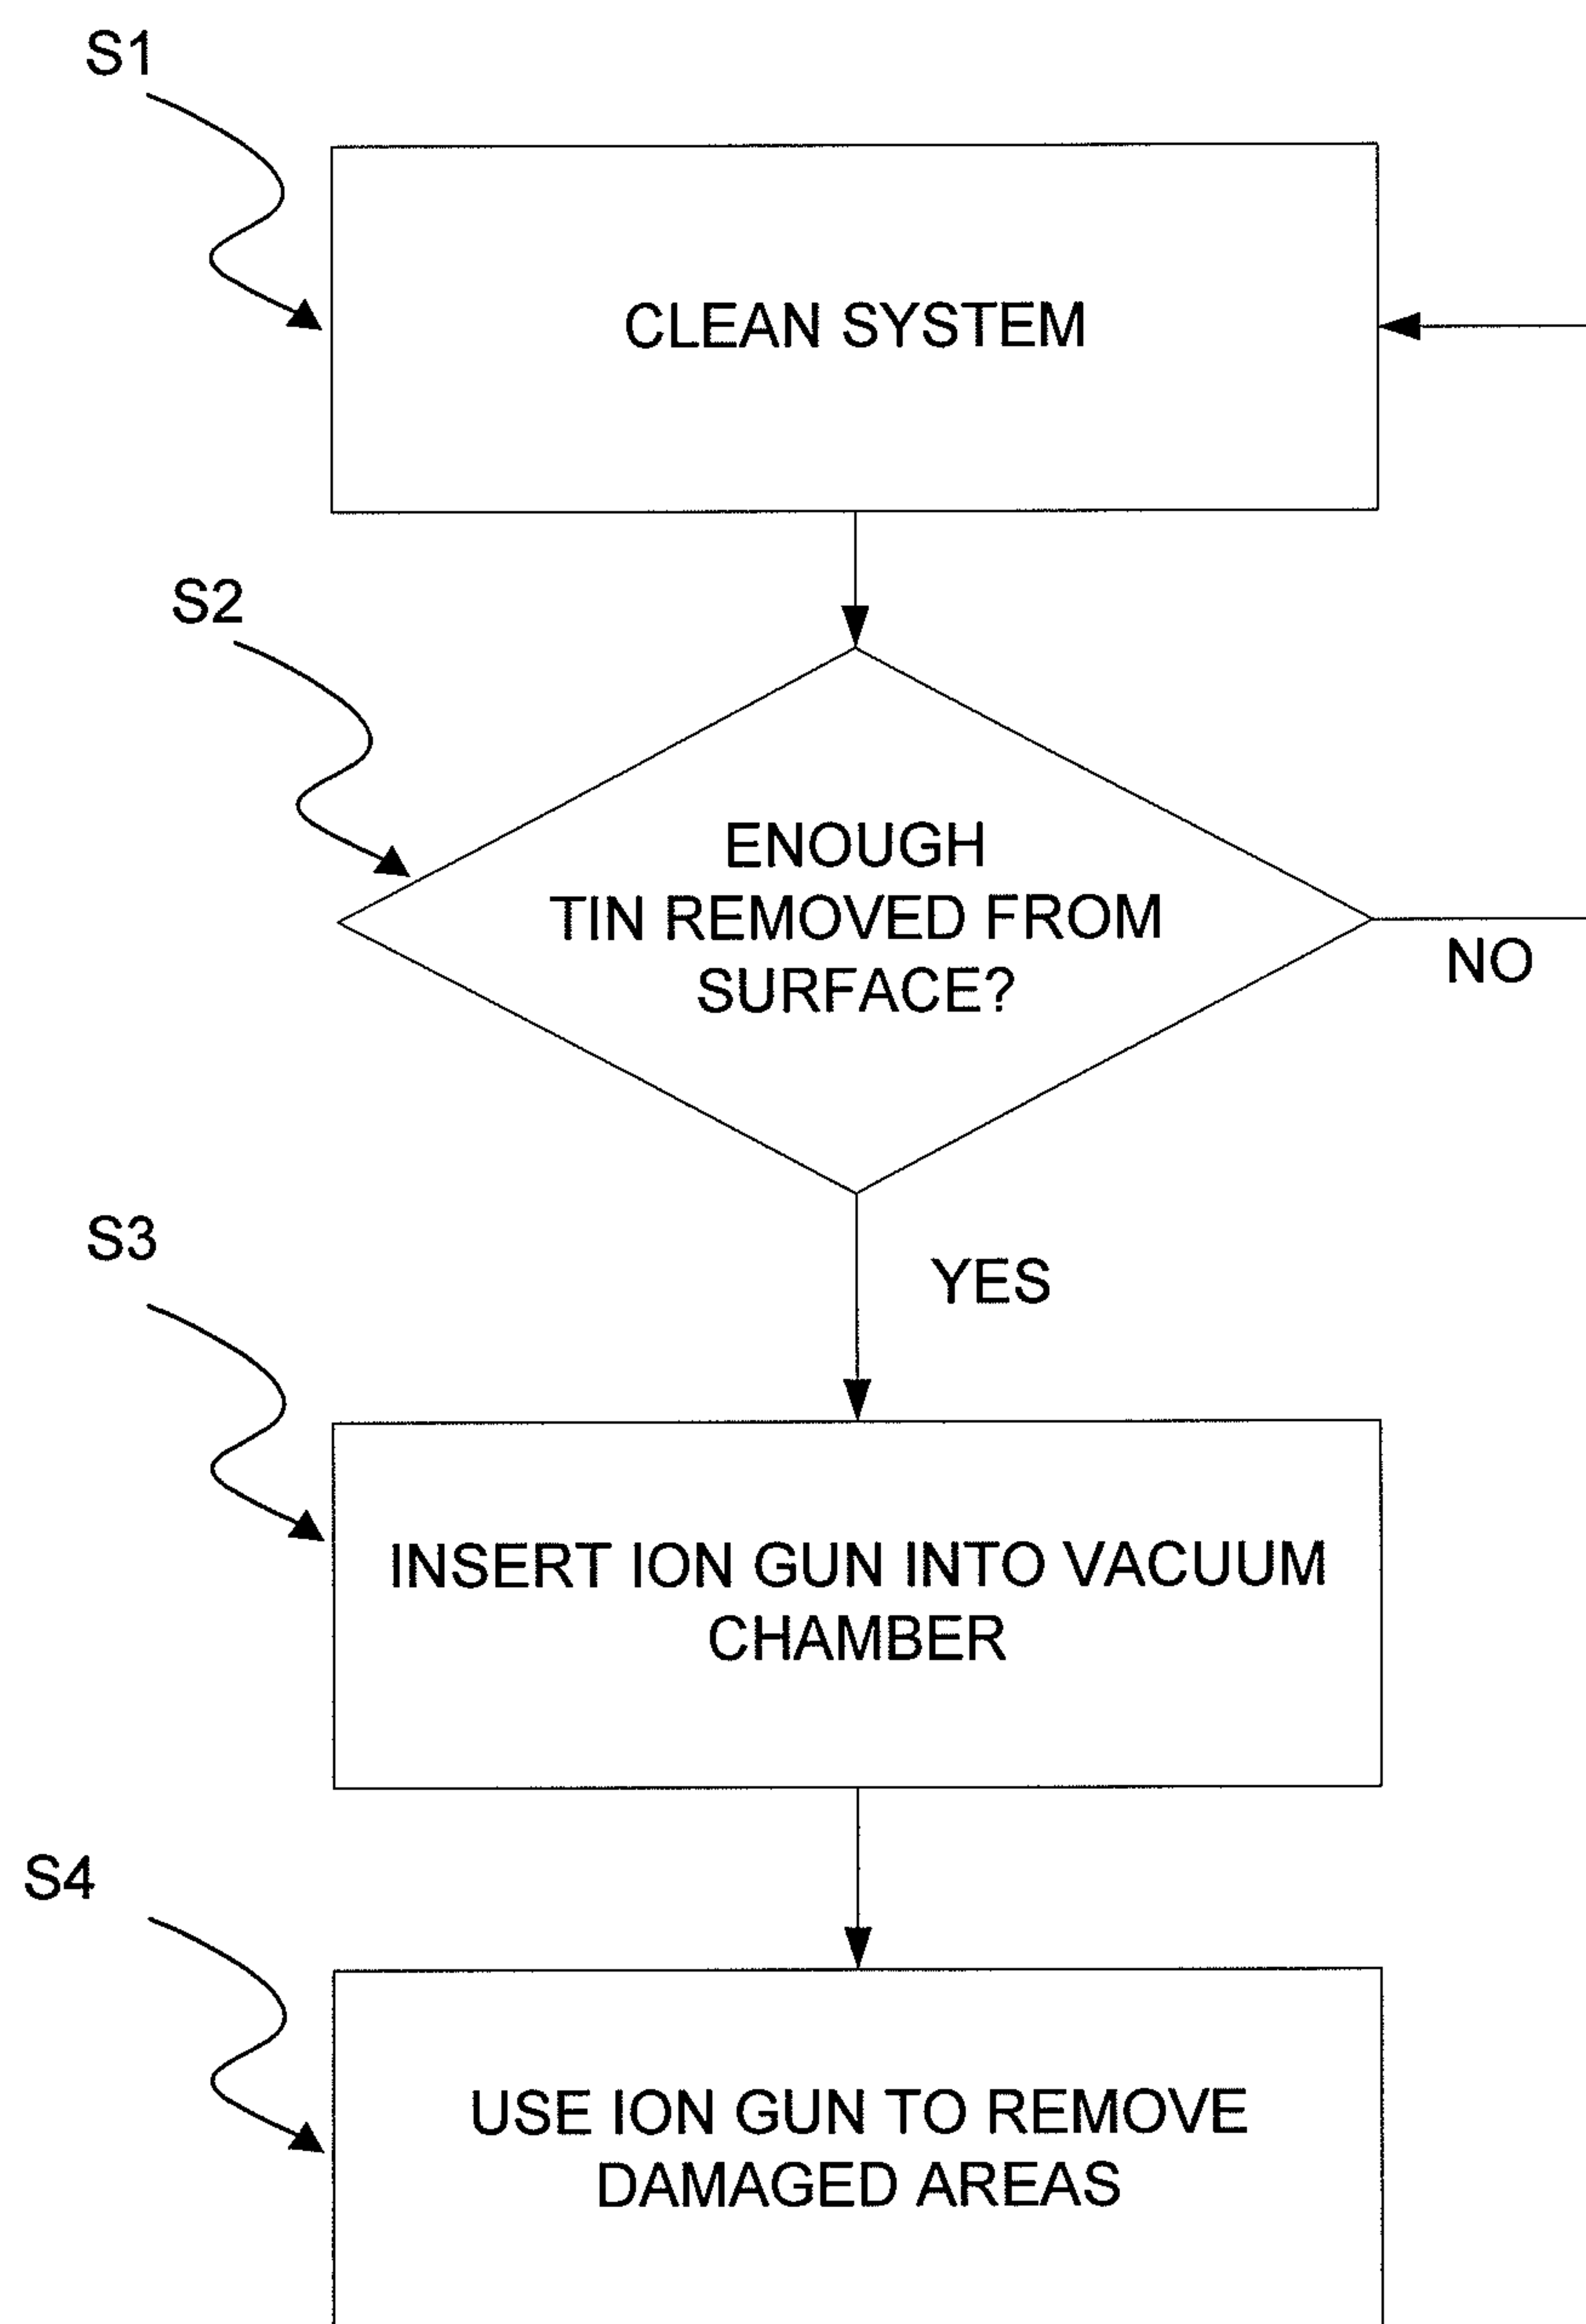 S1
CLEAN SYSTEM
S2
ENOUGH
TIN REMOVED FROM
SURFACE?
NO
S3
YES
INSERT ION GUN INTO VACUUM
CHAMBER
S4
USE ION GUN TO REMOVE
DAMAGED AREAS